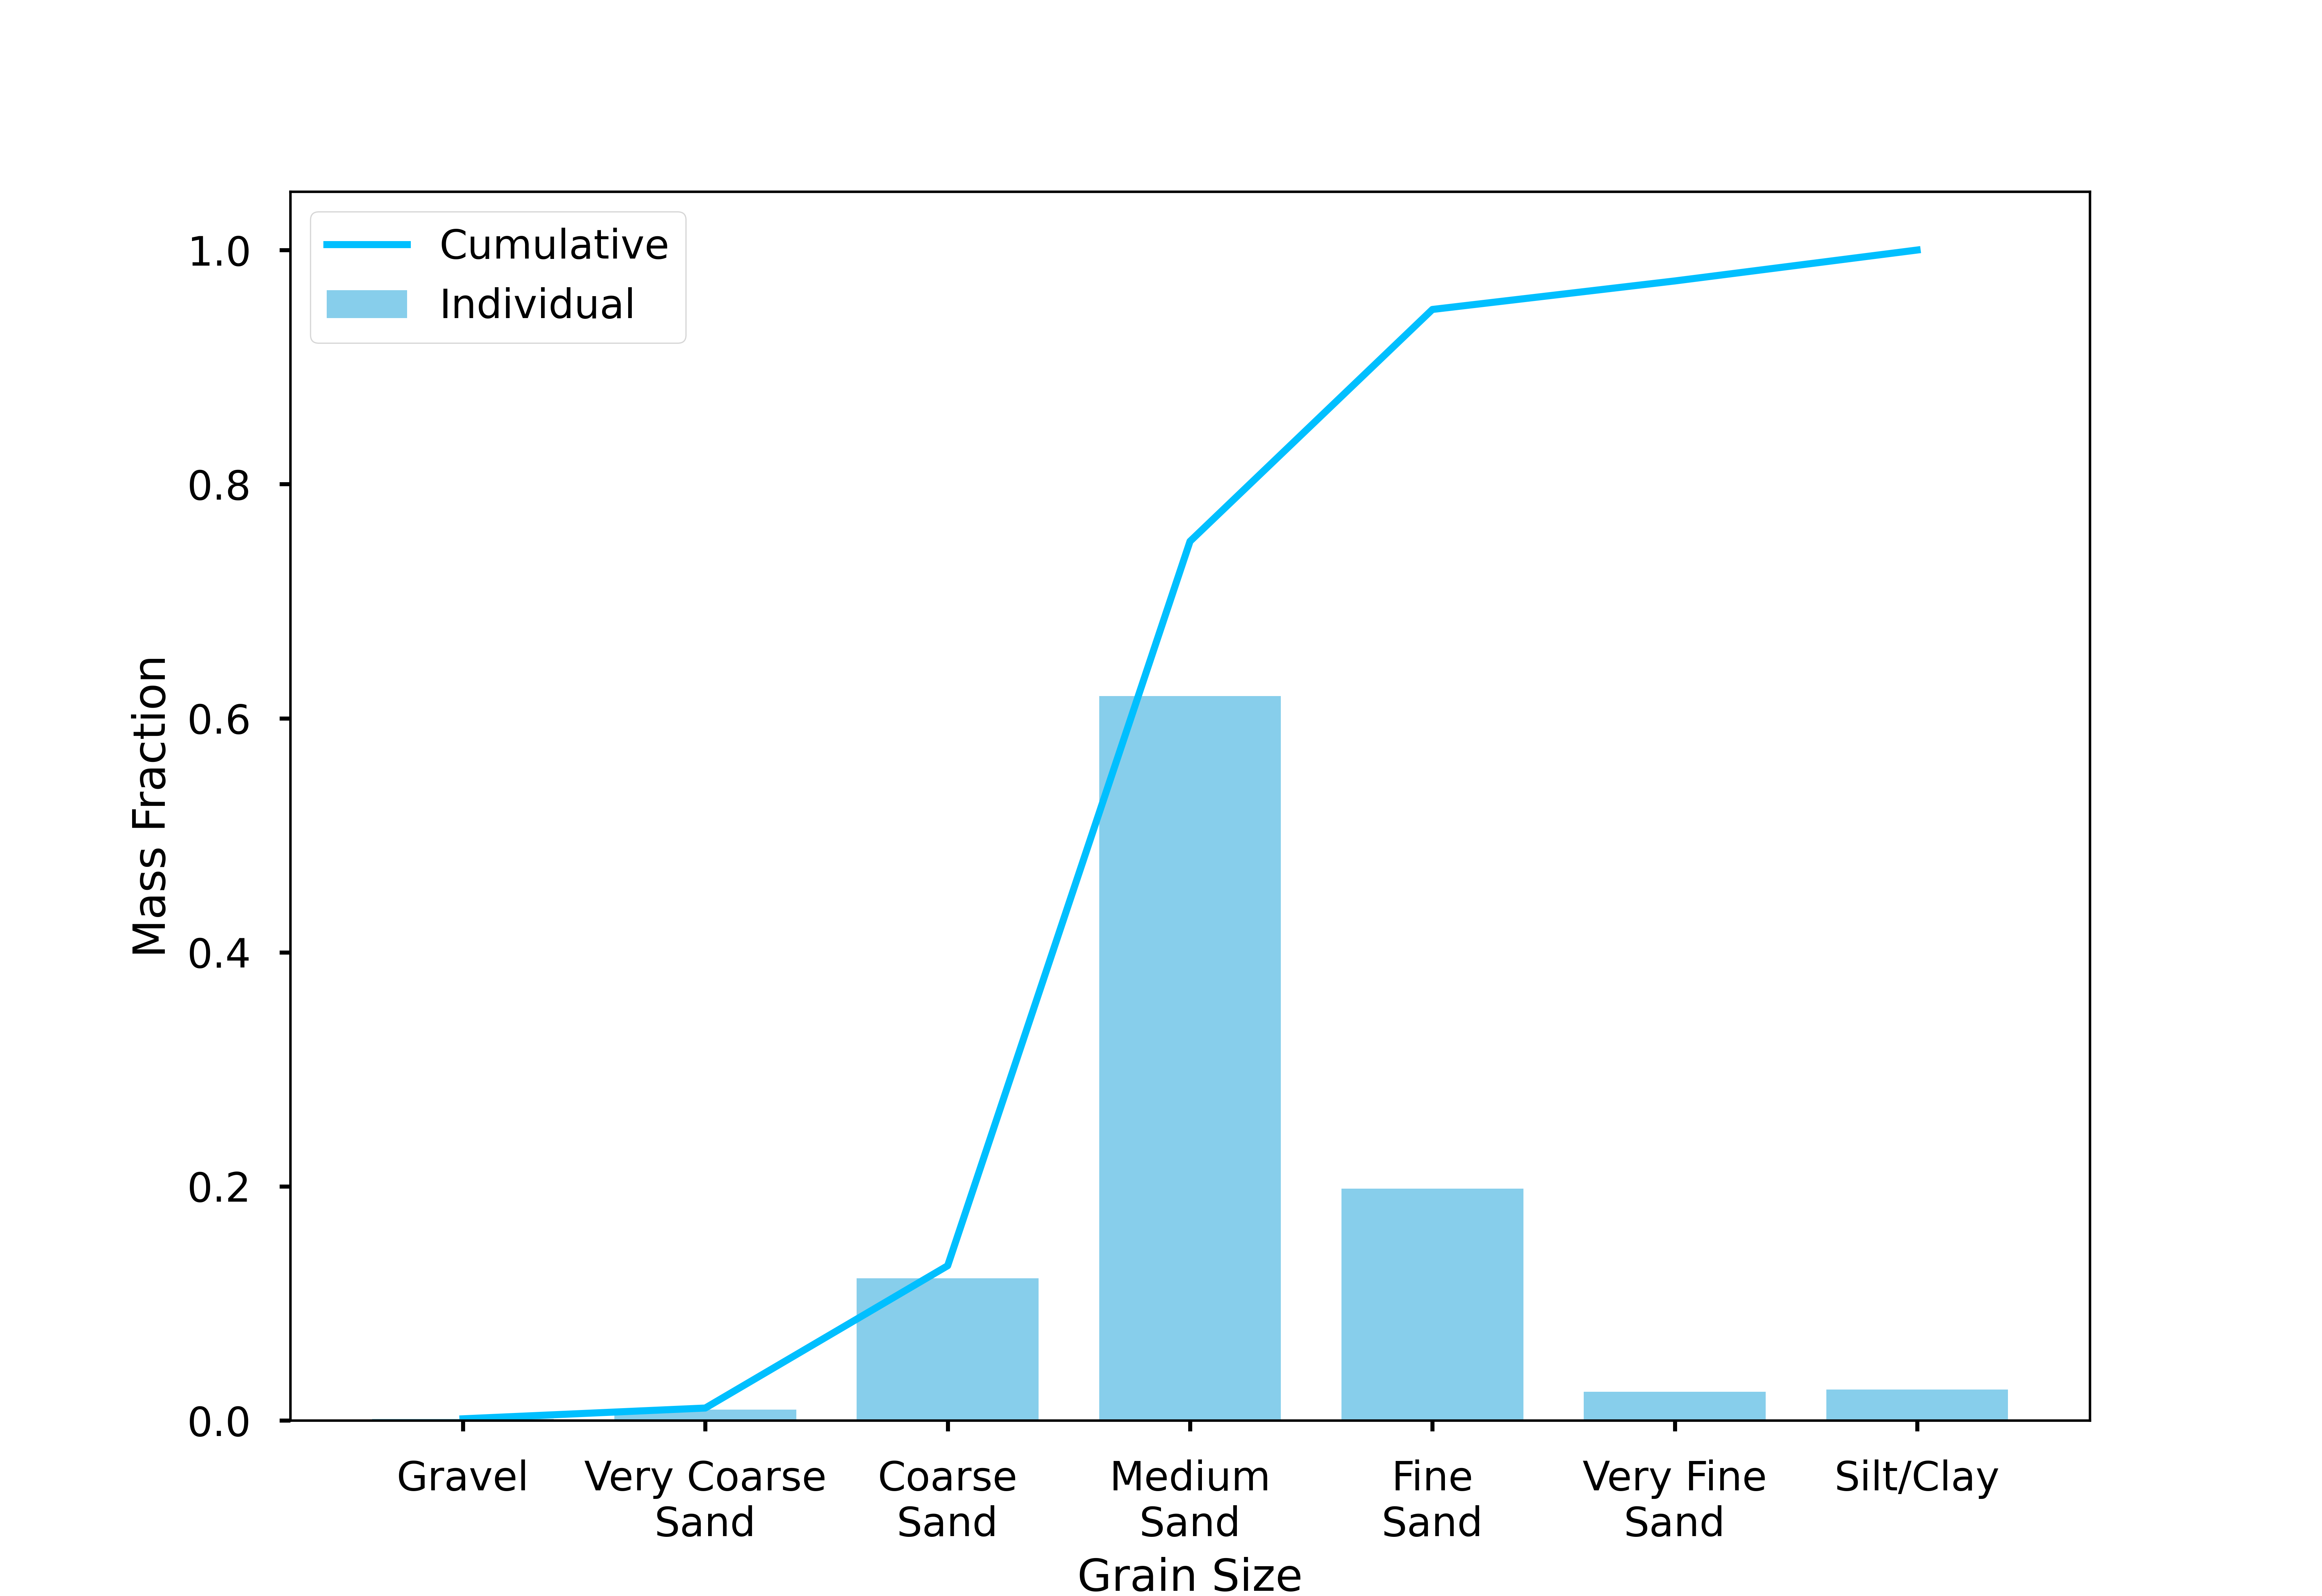 Cumulative
Individual
1.0
0.8
0.6
0.4
0.2
0.0
Mass Fraction
Gravel
Very Coarse
Sand
Coarse
Sand
Medium
Sand
Fine
Sand
Very Fine
Sand
Silt/Clay
Grain Size